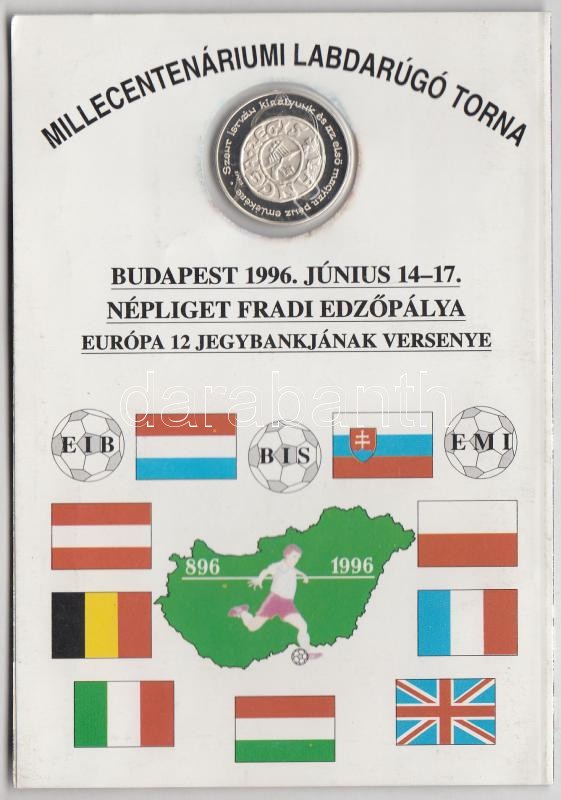 MILLECENTENÁRIUMI LABDARÚGÓ TORNA
Szent István királyunk és az első magyar pénz emlékére
BUDAPEST 1996. JÚNIUS 14–17.
NÉPLIGET FRADI EDZŐPÁLYA
EURÓPA 12 JEGYBANKJÁNAK VERSENYE
darabanth
EIB
BIS
EMI
896
1996